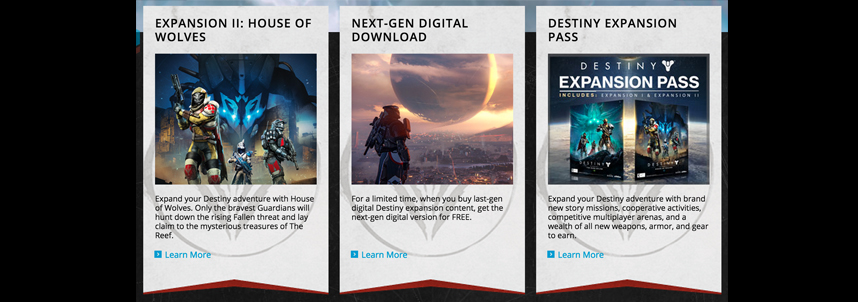 EXPANSION II: HOUSE OF
WOLVES
Expand your Destiny adventure with House
of Wolves. Only the bravest Guardians will
hunt down the rising Fallen threat and lay
claim to the mysterious treasures of The
Reef.
Learn More
NEXT-GEN DIGITAL
DOWNLOAD
For a limited time, when you buy last-gen
digital Destiny expansion content, get the
next-gen digital version for FREE.
Learn More
DESTINY EXPANSION
PASS
DESTINY
EXPANSION PASS
INCLUDES: EXPANSION I & EXPANSION II
DESTINY
DESTINY
Expand your Destiny adventure with brand
new story missions, cooperative activities,
competitive multiplayer arenas, and a
wealth of all new weapons, armor, and gear
to earn.
Learn More